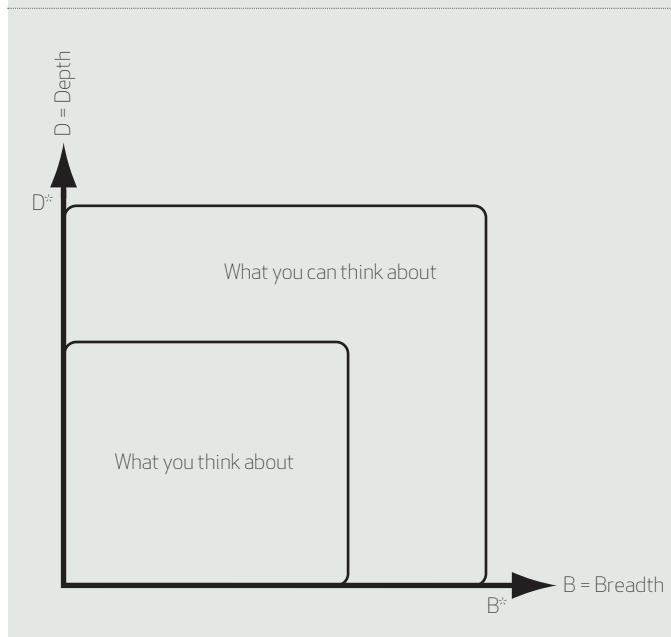 D = Depth
D*
What you can think about
What you think about
B = Breadth
B*